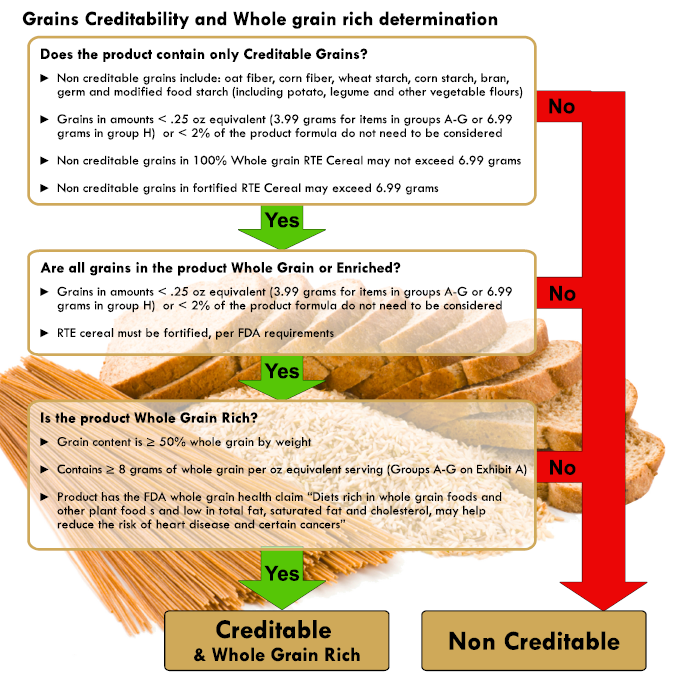 Grains Creditability and Whole grain rich determination
Does the product contain only Creditable Grains?
► Non creditable grains include: oat fiber, corn fiber, wheat starch, corn starch, bran,
germ and modified food starch (including potato, legume and other vegetable flours)
► Grains in amounts < .25 oz equivalent (3.99 grams for items in groups A-G or 6.99
grams in group H) or < 2% of the product formula do not need to be considered
► Non creditable grains in 100% Whole grain RTE Cereal may not exceed 6.99 grams
► Non creditable grains in fortified RTE Cereal may exceed 6.99 grams
No
Yes
Are all grains in the product Whole Grain or Enriched?
► Grains in amounts < .25 oz equivalent (3.99 grams for items in groups A-G or 6.99
grams in group H) or < 2% of the product formula do not need to be considered
► RTE cereal must be fortified, per FDA requirements
No
Yes
Is the product Whole Grain Rich?
► Grain content is ≥ 50% whole grain by weight
► Contains ≥ 8 grams of whole grain per oz equivalent serving (Groups A-G on Exhibit A)
► Product has the FDA whole grain health claim “Diets rich in whole grain foods and
other plant food s and low in total fat, saturated fat and cholesterol, may help
reduce the risk of heart disease and certain cancers”
No
Yes
Creditable
& Whole Grain Rich
Non Creditable